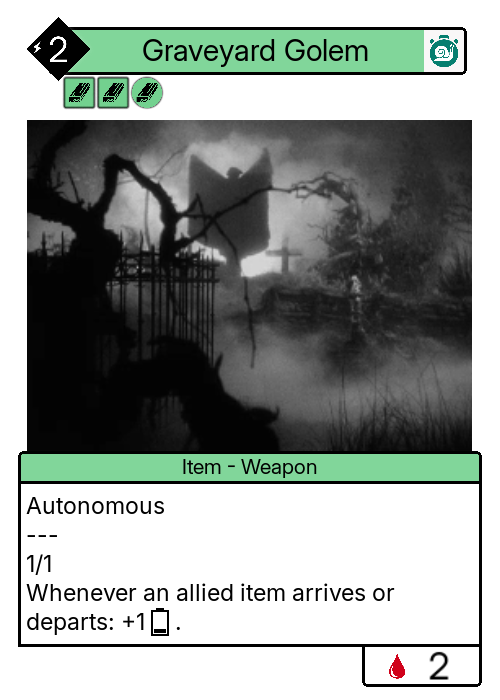 2
Graveyard Golem
Item - Weapon
Autonomous
---
1/1
Whenever an allied item arrives or
departs: +1 .
2